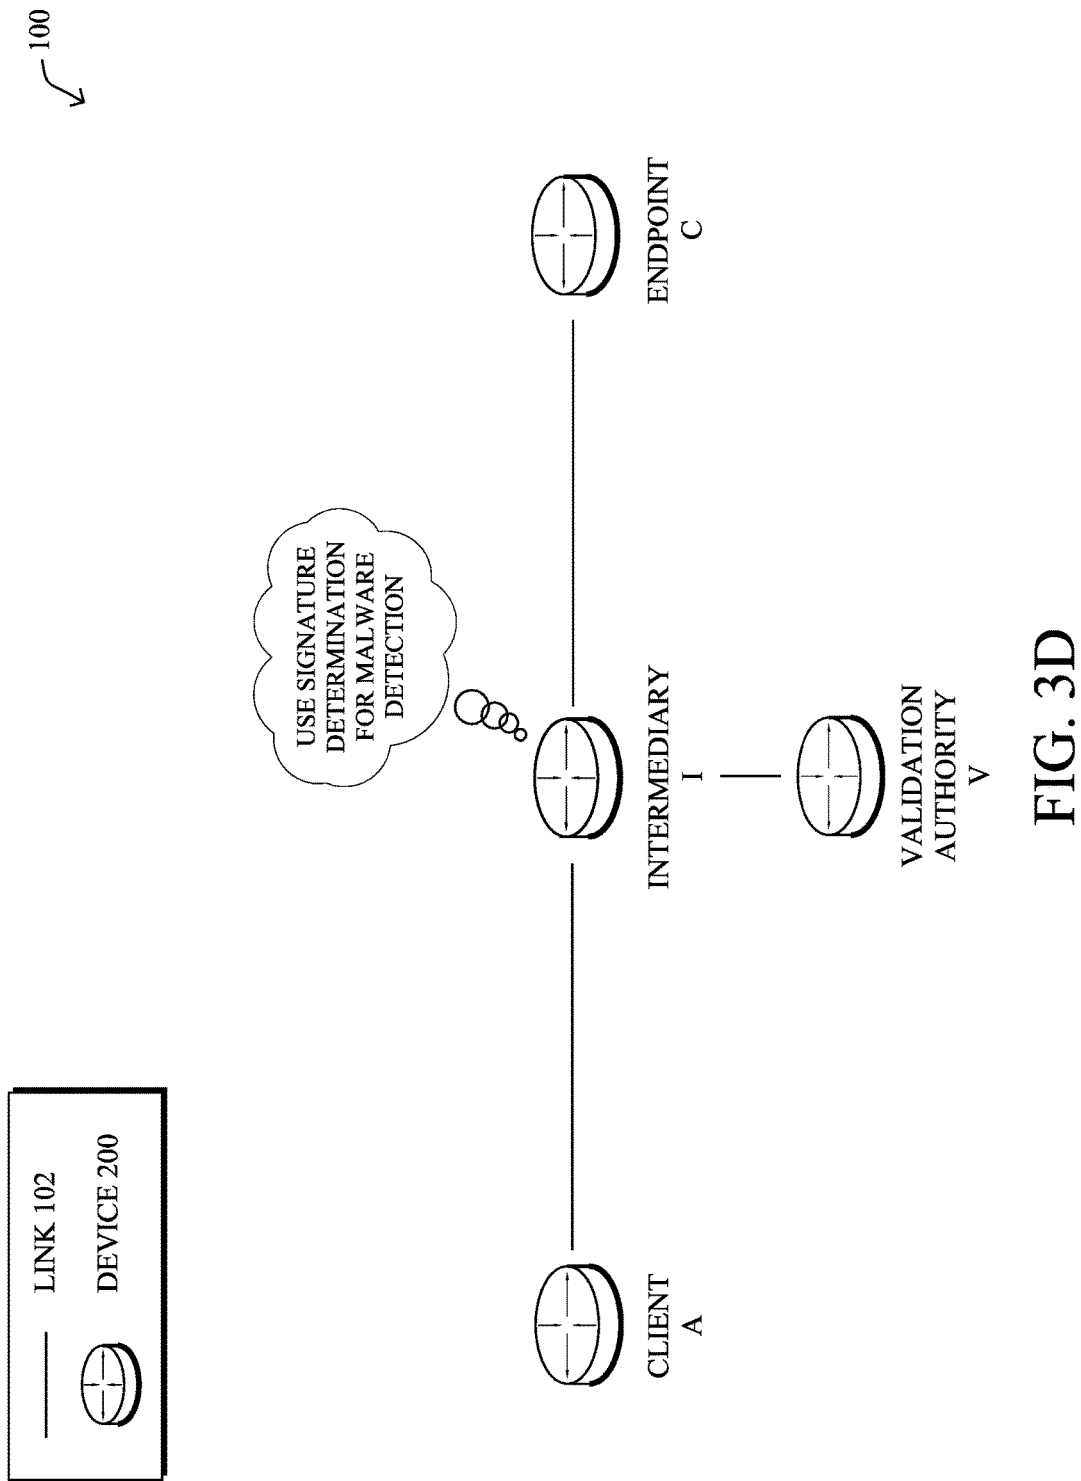 100
LINK 102
DEVICE 200
USE SIGNATURE
DETERMINATION
FOR MALWARE
DETECTION
CLIENT
A
INTERMEDIARY
I
ENDPOINT
C
VALIDATION
AUTHORITY
V
FIG. 3D